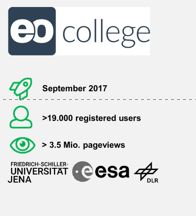 eo college
September 2017
>19.000 registered users
> 3.5 Mio. pageviews
FRIEDRICH-SCHILLER-
UNIVERSITÄT
JENA
esa
DLR